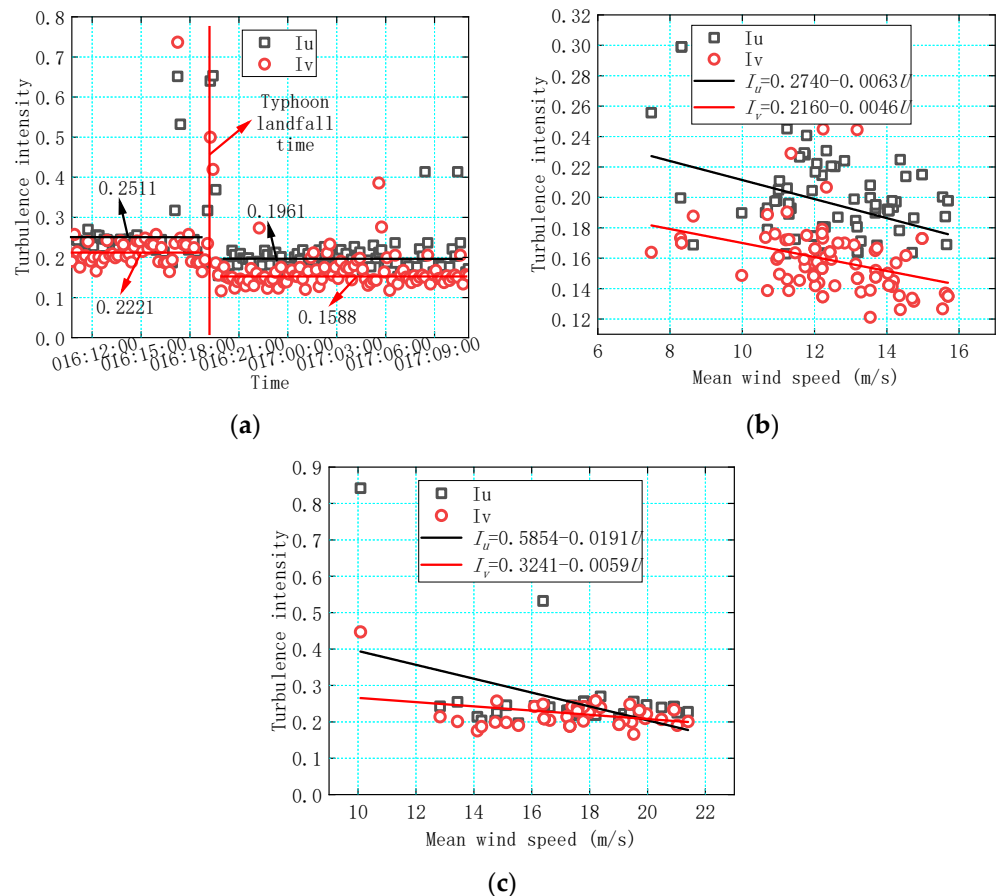 0.8
0.7
0.6
0.5
0.4
0.3
0.2
0.1
0.0
Turbulence intensity
Iu
Iv
Typhoon
landfall
time
0.2511
0.1961
0.2221
0.1588
016:12:00
016:15:00
016:18:00
016:21:00
017:00:00
017:03:00
017:06:00
017:09:00
Time
(a)
0.32
0.30
0.28
0.26
0.24
0.22
0.20
0.18
0.16
0.14
0.12
Turbulence intensity
Iu
Iv
Iu=0.2740-0.0063U
Iv=0.2160-0.0046U
6 8 10 12 14 16
Mean wind speed (m/s)
(b)
0.9
0.8
0.7
0.6
0.5
0.4
0.3
0.2
0.1
0.0
Turbulence intensity
Iu
Iv
Iu=0.5854-0.0191U
Iv=0.3241-0.0059U
10 12 14 16 18 20 22
Mean wind speed (m/s)
(c)